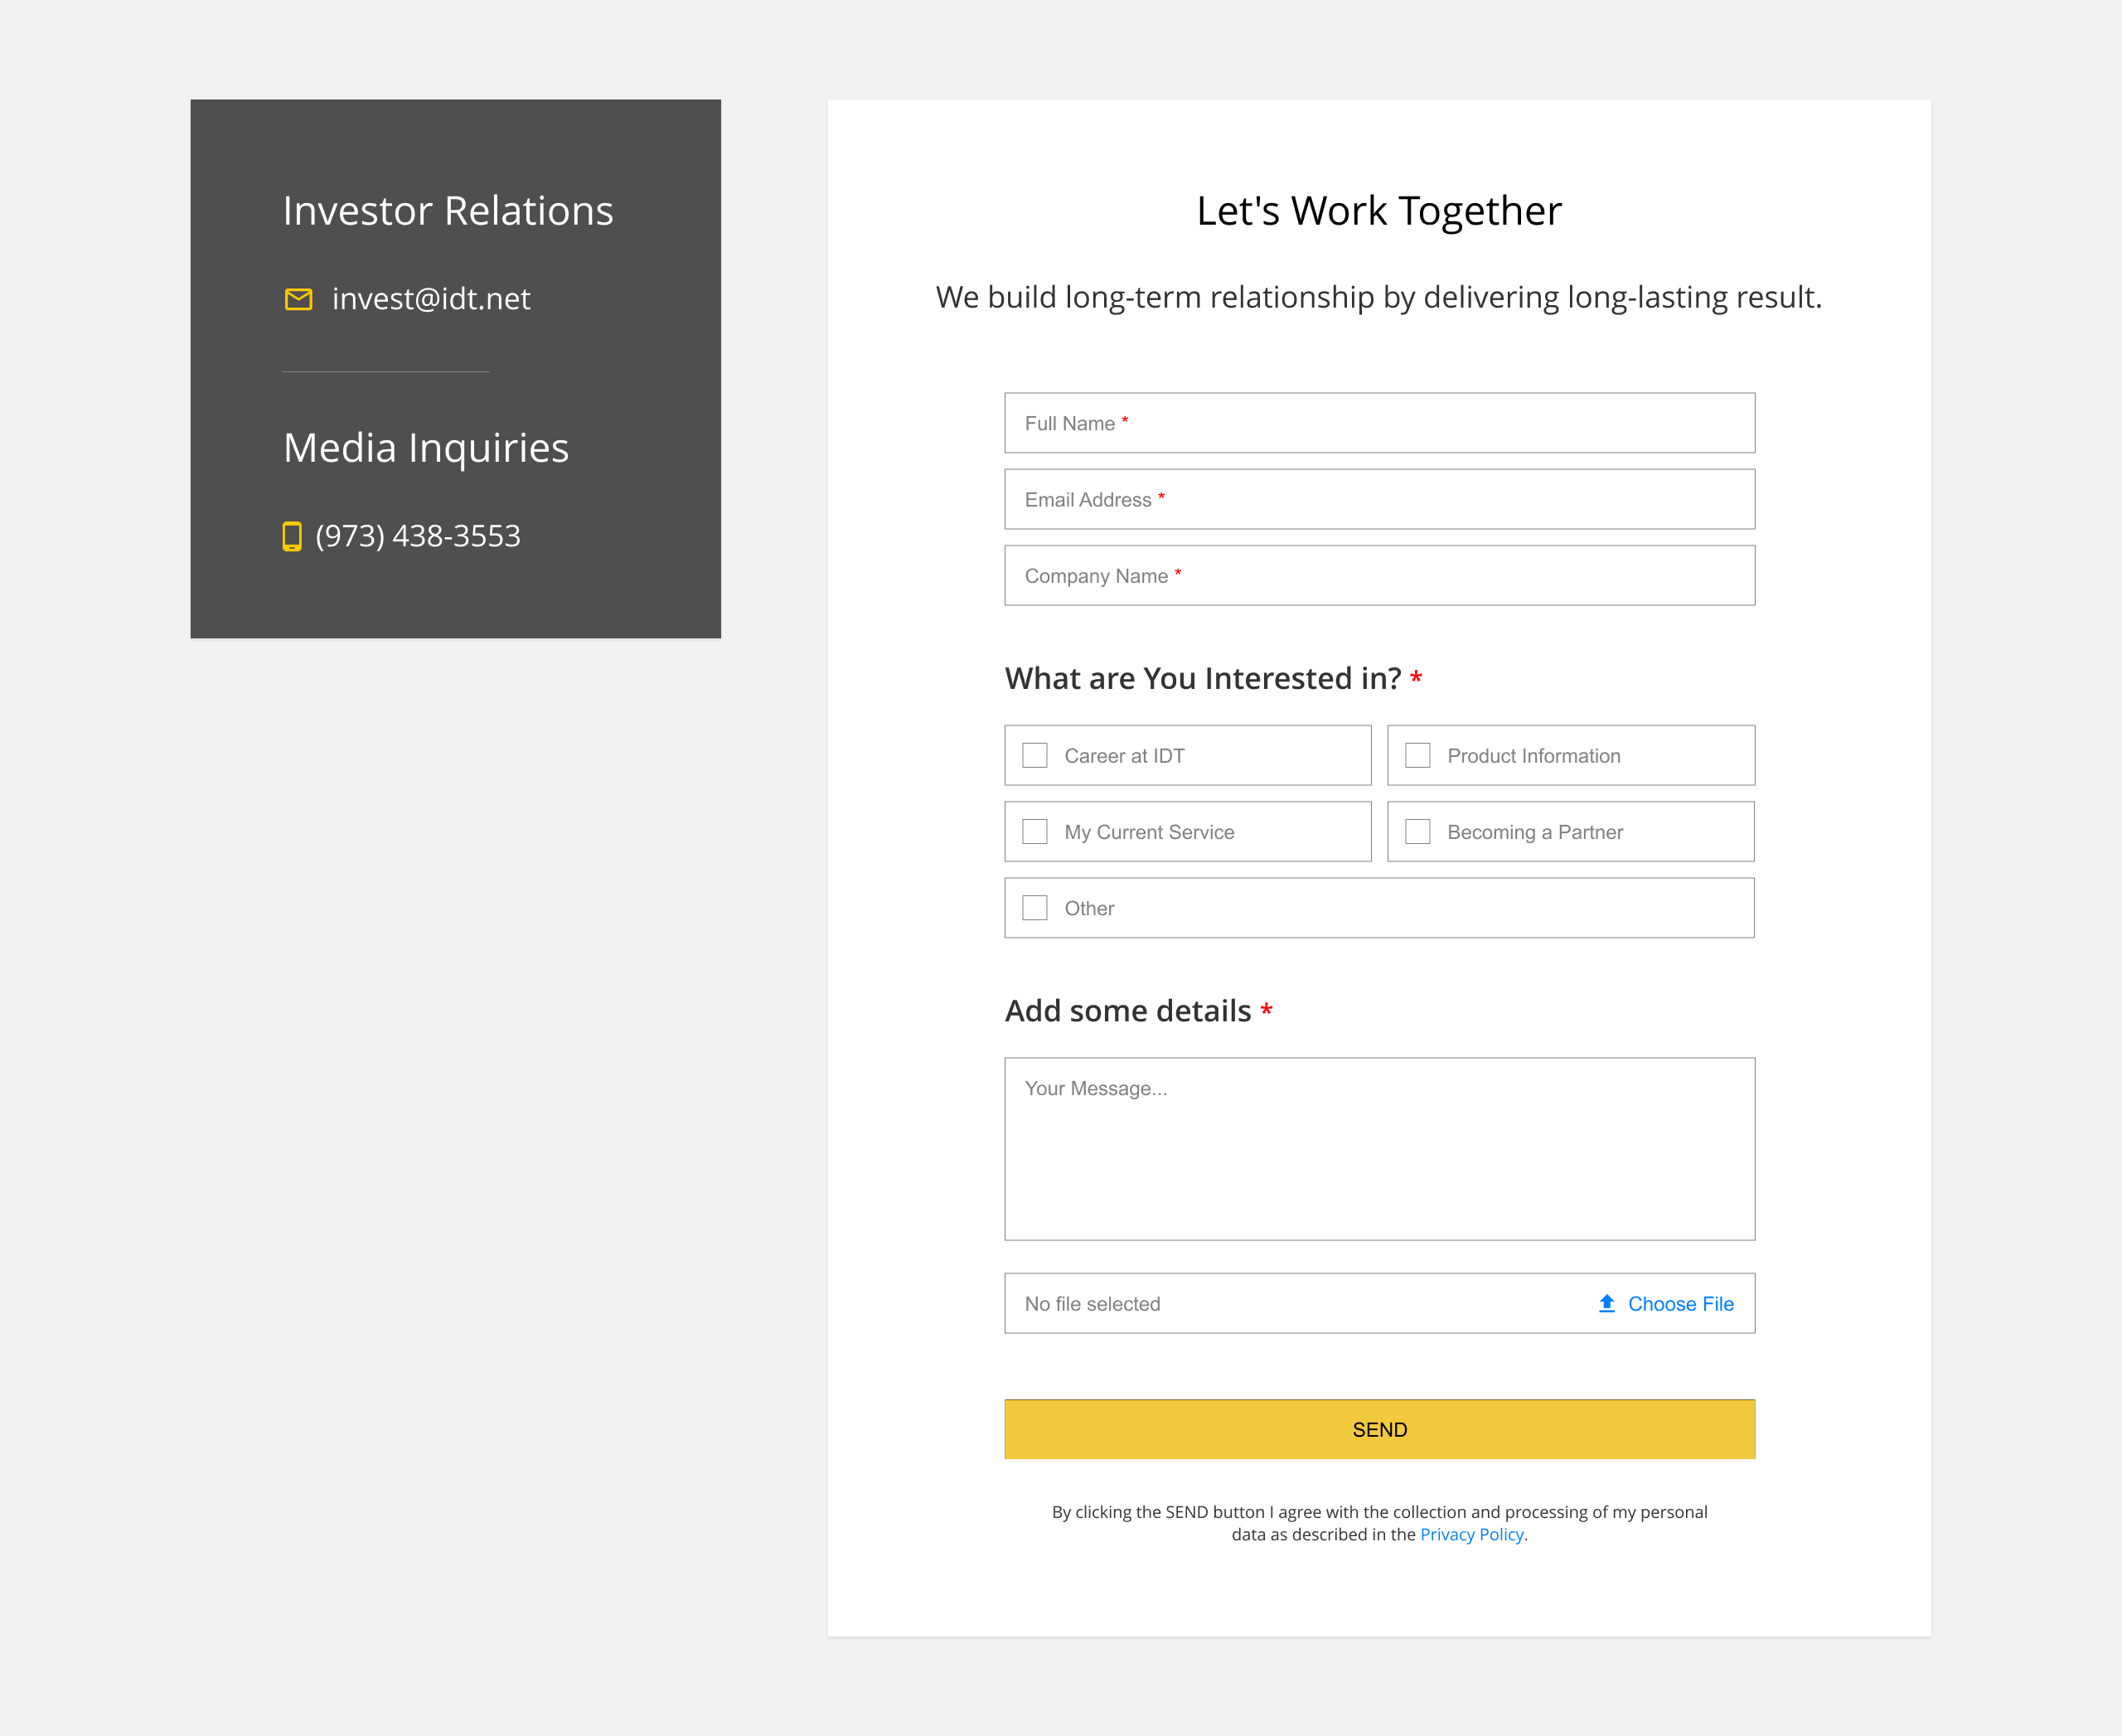 Investor Relations
invest@idt.net
Media Inquiries
(973) 438-3553
Let's Work Together
We build long-term relationship by delivering long-lasting result.
Full Name *
Email Address *
Company Name *
What are You Interested in? *
Career at IDT
Product Information
My Current Service
Becoming a Partner
Other
Add some details *
Your Message...
No file selected
Choose File
SEND
By clicking the SEND button I agree with the collection and processing of my personal
data as described in the Privacy Policy.